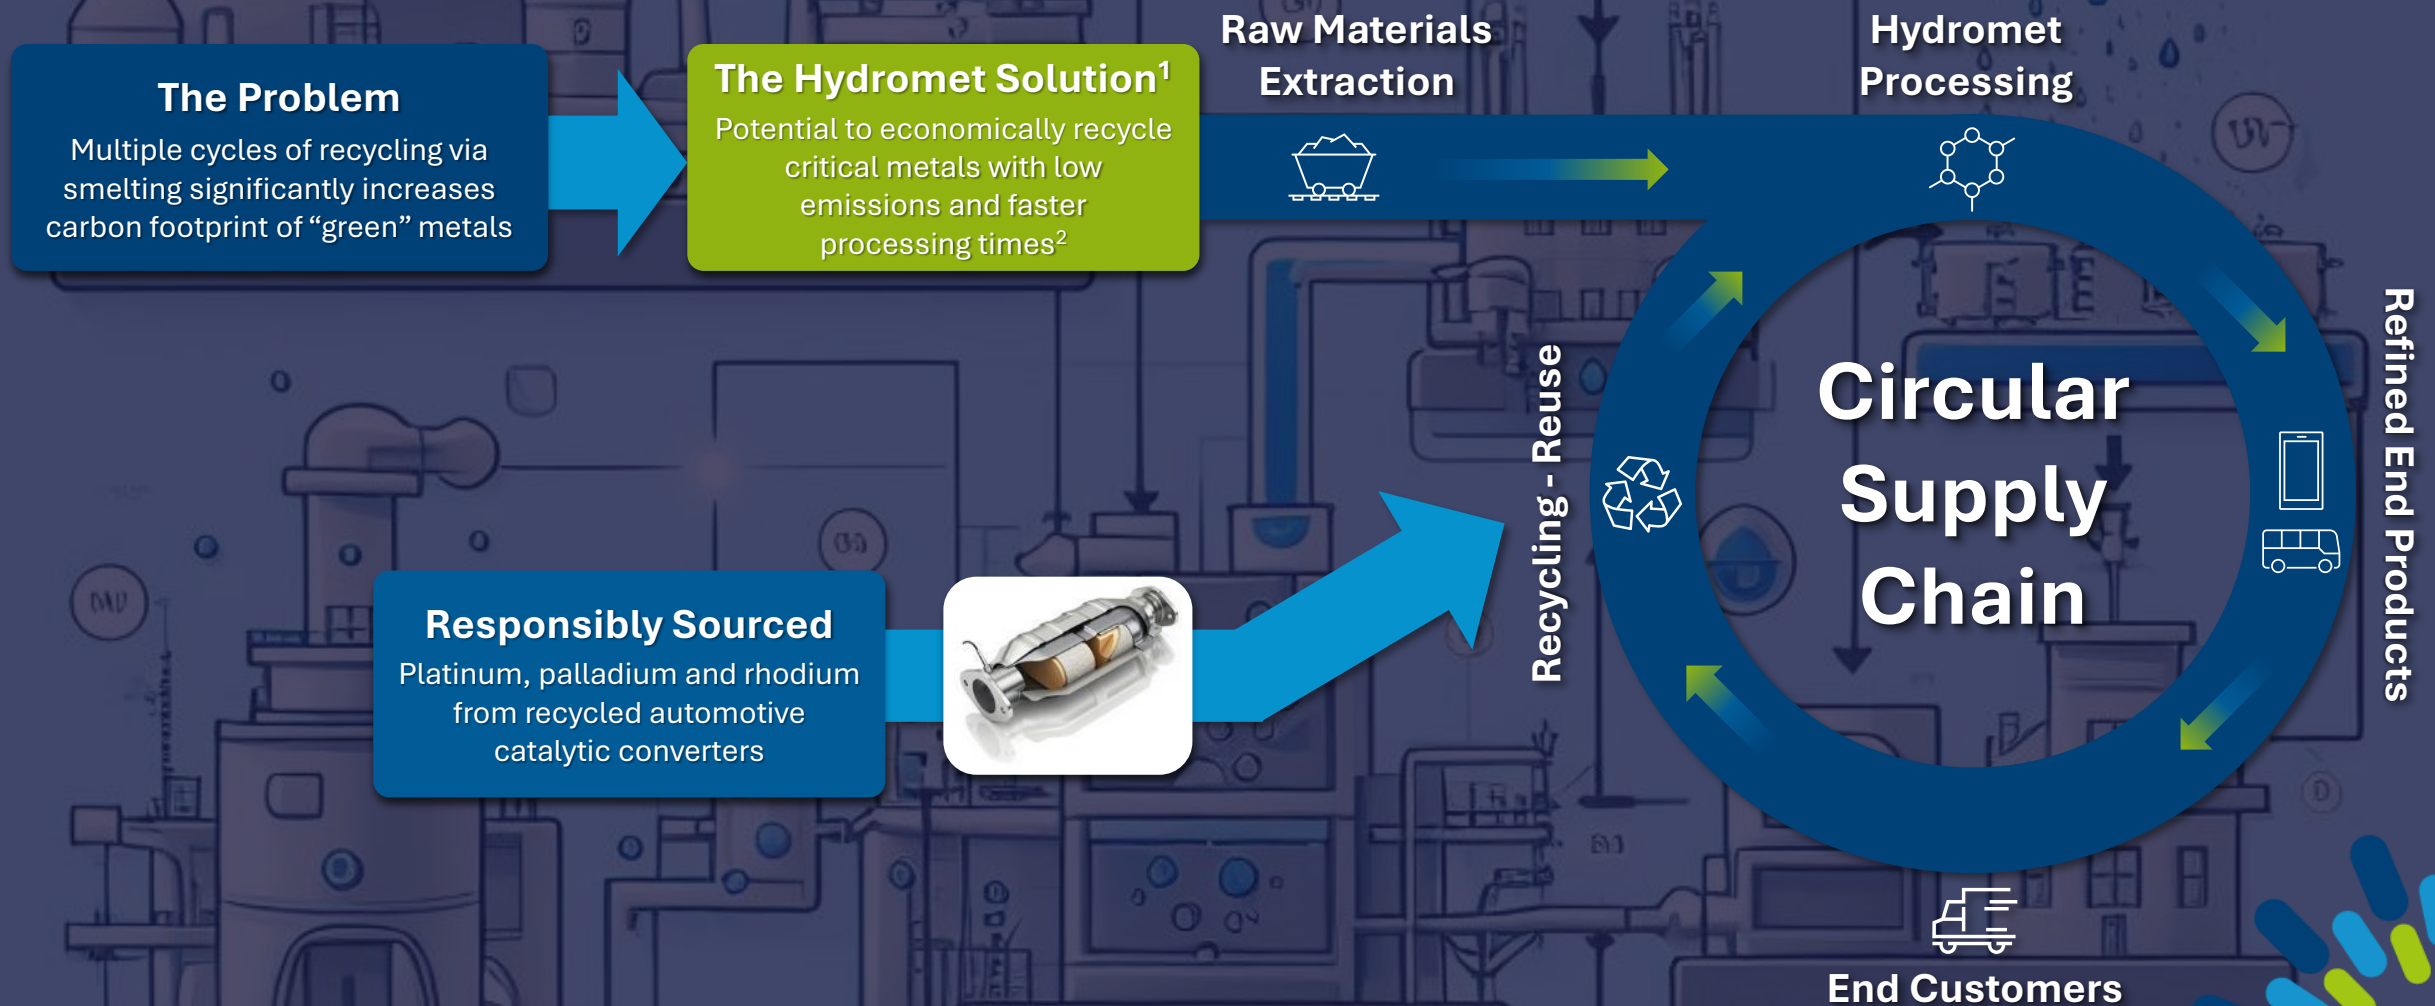 The Problem
Multiple cycles of recycling via
smelting significantly increases
carbon footprint of “green” metals
The Hydromet Solution¹
Potential to economically recycle
critical metals with low
emissions and faster
processing times²
Raw Materials
Extraction
Hydromet
Processing
Refined End Products
Circular
Supply
Chain
Recycling - Reuse
Responsibly Sourced
Platinum, palladium and rhodium
from recycled automotive
catalytic converters
End Customers